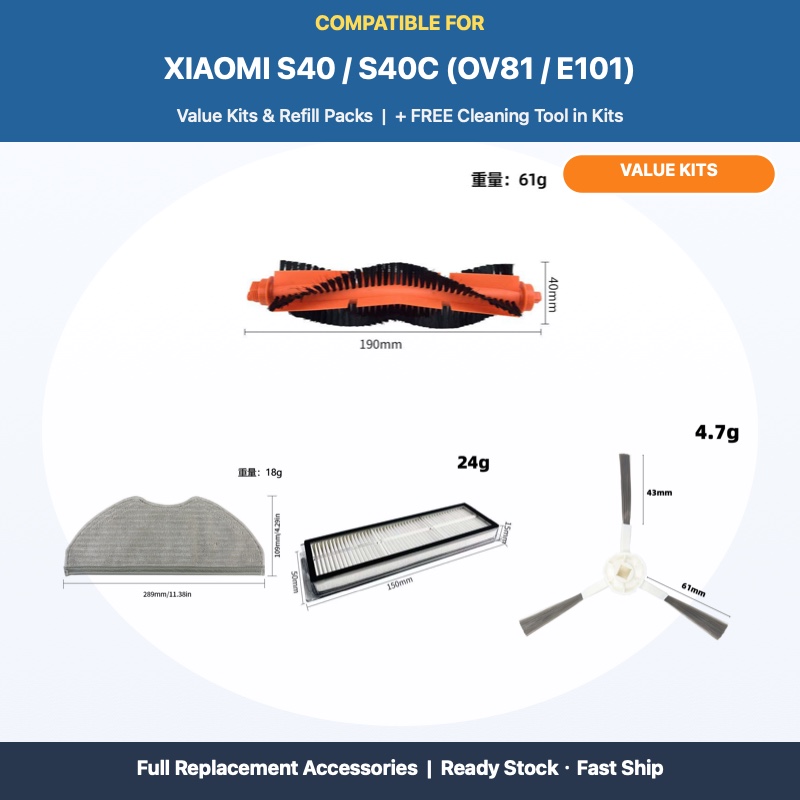 COMPATIBLE FOR
XIAOMI S40 / S40C (OV81 / E101)
Value Kits & Refill Packs | + FREE Cleaning Tool in Kits
VALUE KITS
重量：61g
40mm
190mm
4.7g
24g
重量：18g
43mm
109mm/4.29in
15mm
50mm
150mm
61mm
289mm/11.38in
Full Replacement Accessories | Ready Stock · Fast Ship